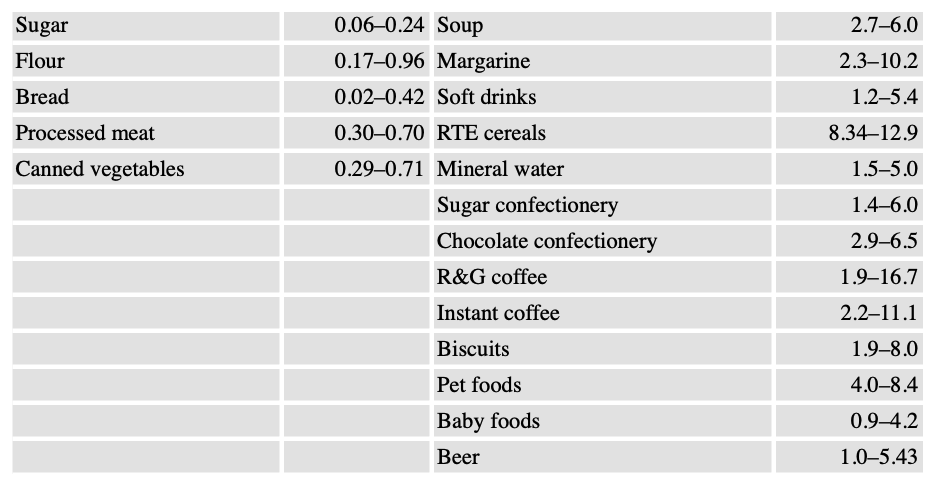 Sugar 0.06–0.24 Soup 2.7–6.0
Flour 0.17–0.96 Margarine 2.3–10.2
Bread 0.02–0.42 Soft drinks 1.2–5.4
Processed meat 0.30–0.70 RTE cereals 8.34–12.9
Canned vegetables 0.29–0.71 Mineral water 1.5–5.0
Sugar confectionery 1.4–6.0
Chocolate confectionery 2.9–6.5
R&G coffee 1.9–16.7
Instant coffee 2.2–11.1
Biscuits 1.9–8.0
Pet foods 4.0–8.4
Baby foods 0.9–4.2
Beer 1.0–5.43